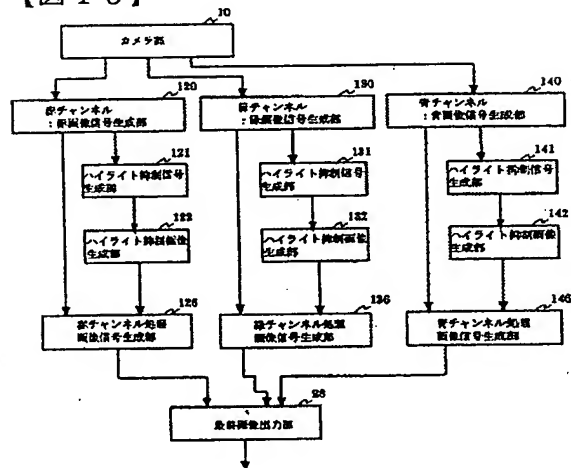 10
カメラ部
120
130
140
赤チャンネル
:赤画像信号生成部
緑チャンネル
:緑画像信号生成部
青チャンネル
:青画像信号生成部
121
131
141
ハイライト抑制信号
生成部
ハイライト抑制信号
生成部
ハイライト抑制信号
生成部
122
132
142
ハイライト抑制画像
生成部
ハイライト抑制画像
生成部
ハイライト抑制画像
生成部
126
136
146
赤チャンネル処理
画像信号生成部
緑チャンネル処理
画像信号生成部
青チャンネル処理
画像信号生成部
28
最終画像出力部